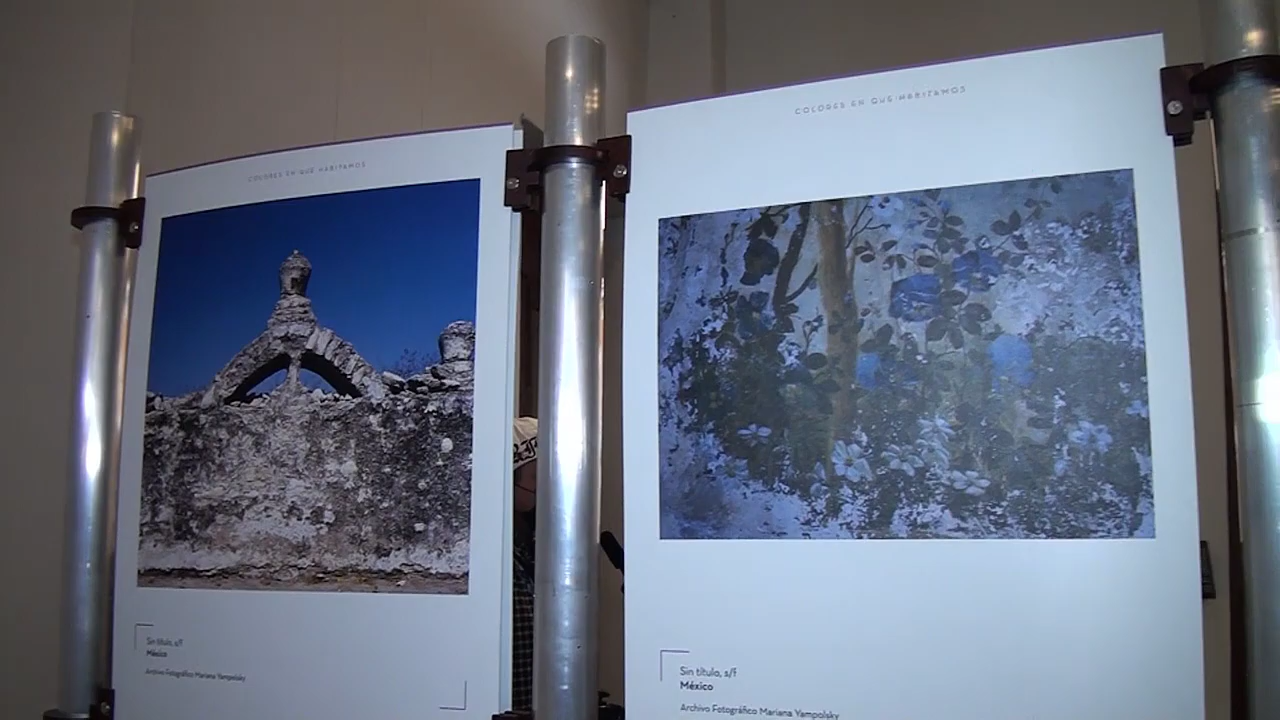 COLORES EN QUE HABITAMOS
Sin título, s/f
México
Archivo Fotográfico Mariana Yampolsky
COLORES EN QUE HABITAMOS
Sin título, s/f
México
Archivo Fotográfico Mariana Yampolsky